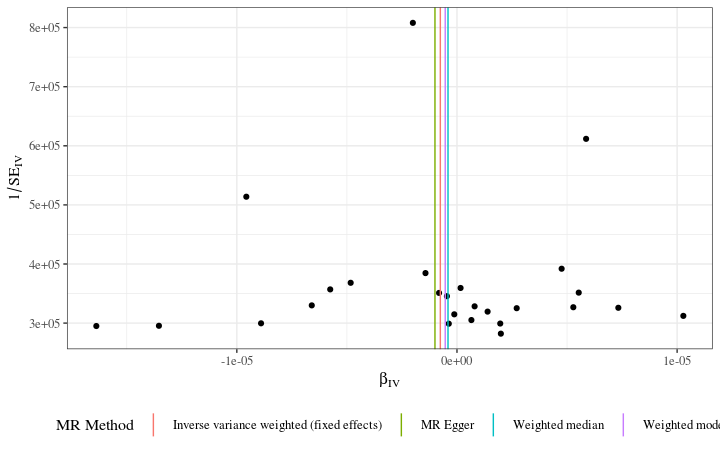 8e+05
7e+05
6e+05
5e+05
4e+05
3e+05
1/SE_IV
-1e-05
0e+00
1e-05
β_IV
MR Method
Inverse variance weighted (fixed effects)
MR Egger
Weighted median
Weighted mode